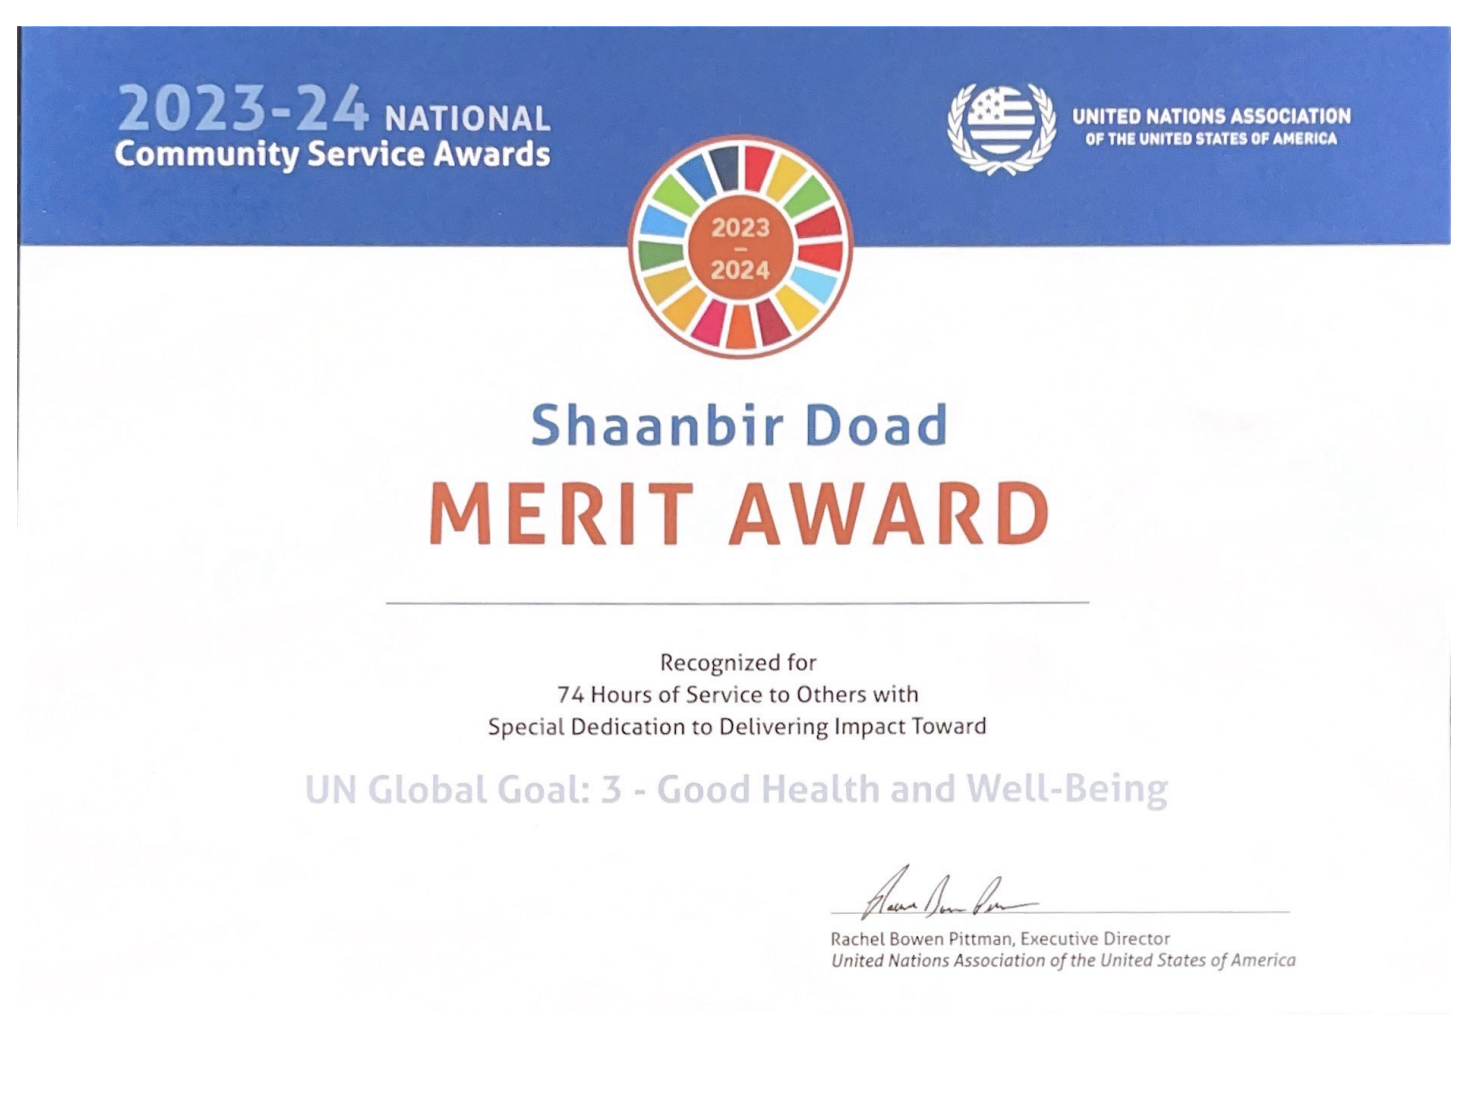 2023-24 NATIONAL
Community Service Awards
UNITED NATIONS ASSOCIATION
OF THE UNITED STATES OF AMERICA
2023
–
2024
Shaanbir Doad
MERIT AWARD
Recognized for
74 Hours of Service to Others with
Special Dedication to Delivering Impact Toward
UN Global Goal: 3 - Good Health and Well-Being
Rachel Bowen Pittman, Executive Director
United Nations Association of the United States of America